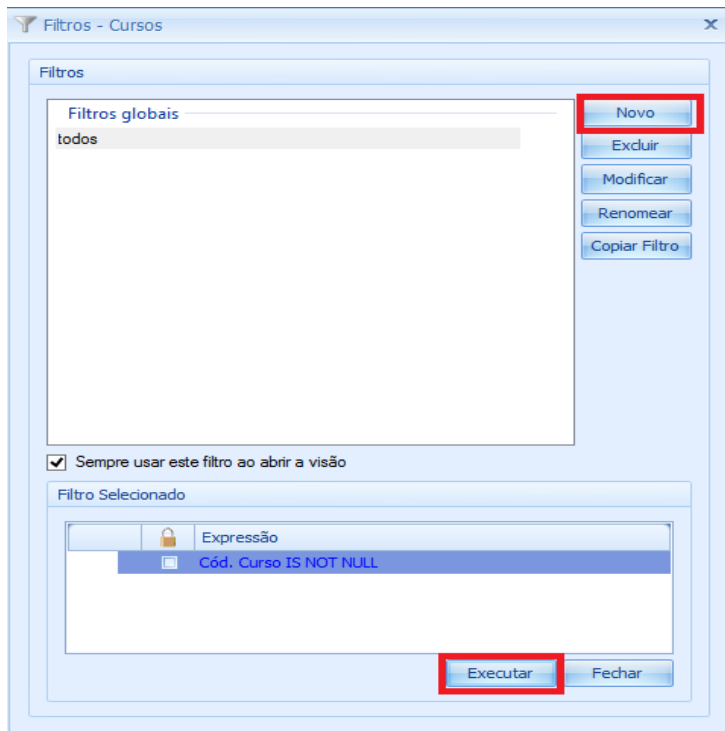 Filtros - Cursos
Filtros
Filtros globais
todos
Novo
Excluir
Modificar
Renomear
Copiar Filtro
Sempre usar este filtro ao abrir a visão
Filtro Selecionado
Expressão
Cód. Curso IS NOT NULL
Executar
Fechar